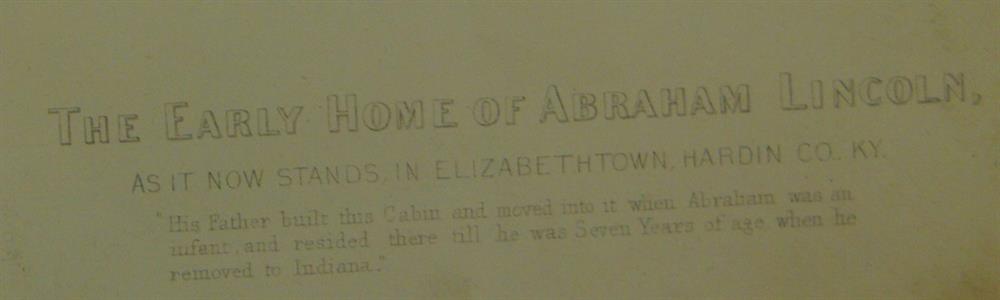 THE EARLY HOME OF ABRAHAM LINCOLN,
AS IT NOW STANDS, IN ELIZABETHTOWN, HARDIN CO. KY.
"His Father built this Cabin and moved into it when Abraham was an
infant, and resided there till he was Seven Years of age, when he
removed to Indiana."